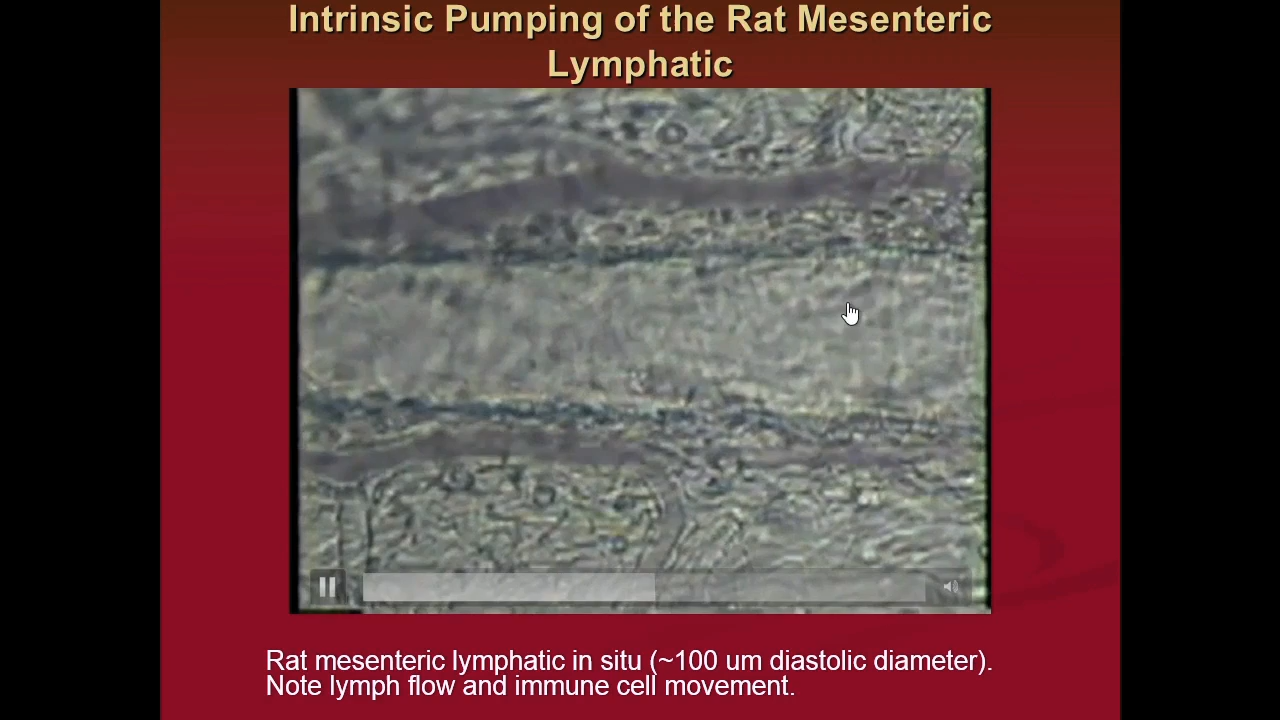 Intrinsic Pumping of the Rat Mesenteric
Lymphatic
Rat mesenteric lymphatic in situ (~100 um diastolic diameter).
Note lymph flow and immune cell movement.